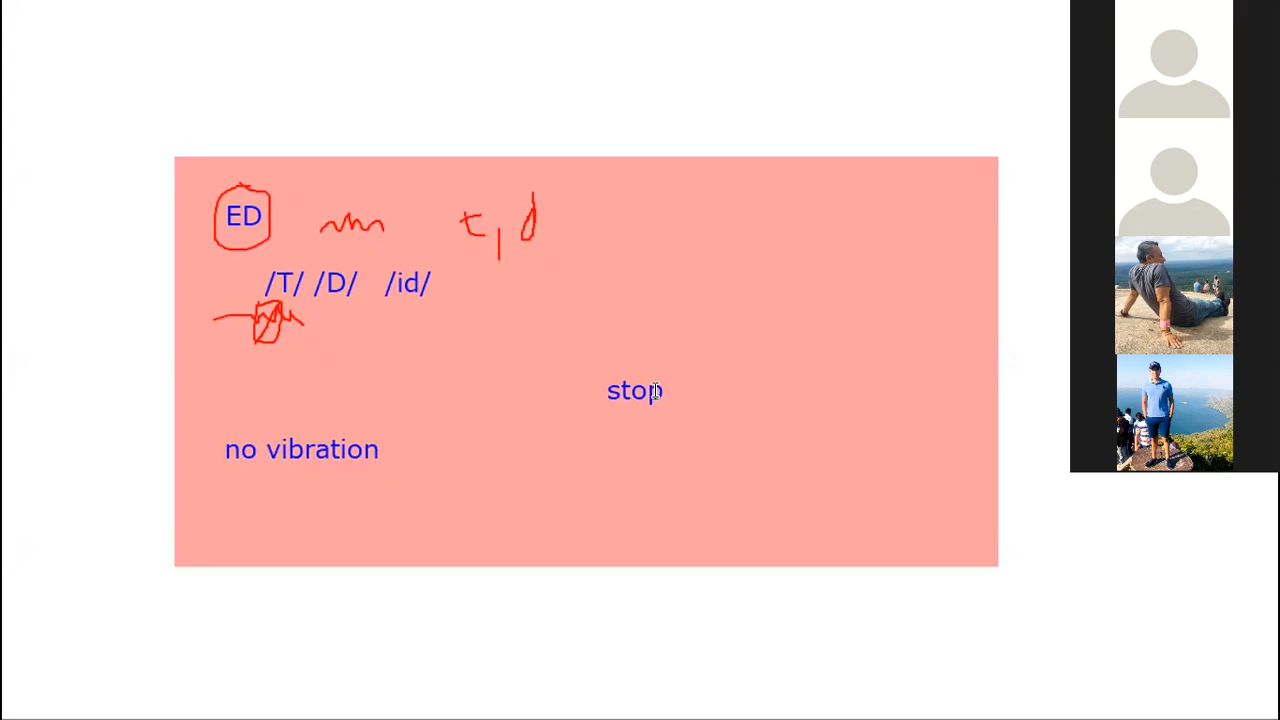 ED t, d
/T/ /D/ /id/
stop
no vibration